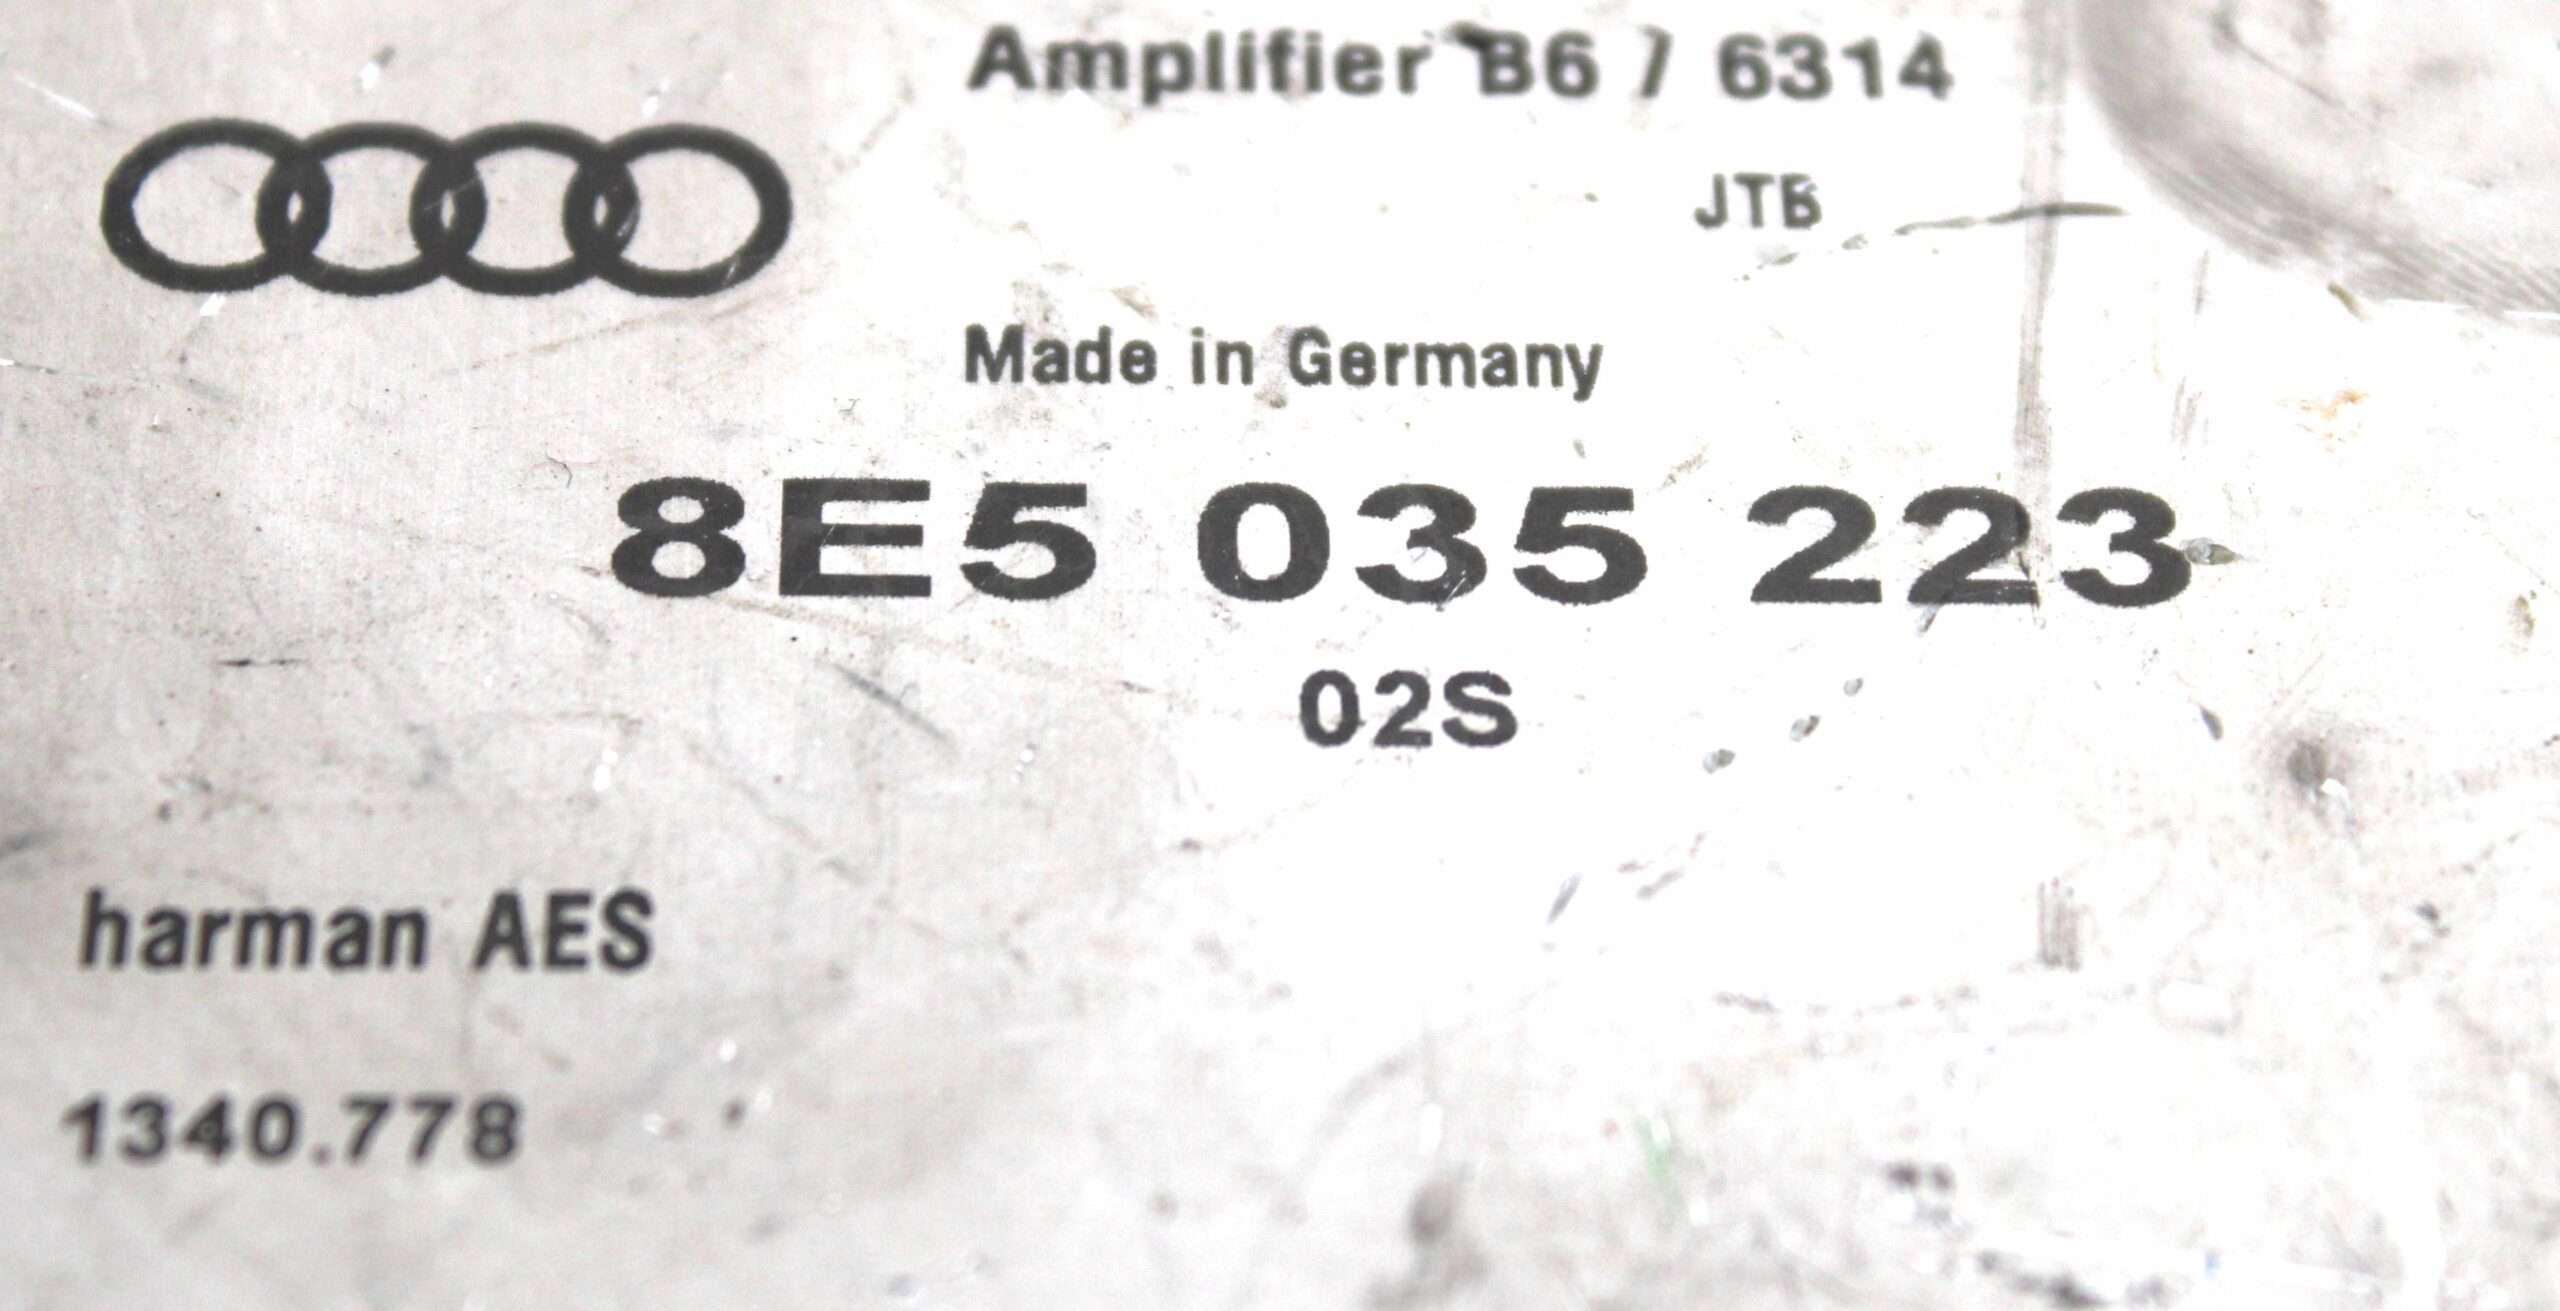 Amplifier B6 / 6314
JTB
Made in Germany
8E5 035 223
02S
harman AES
1340.778